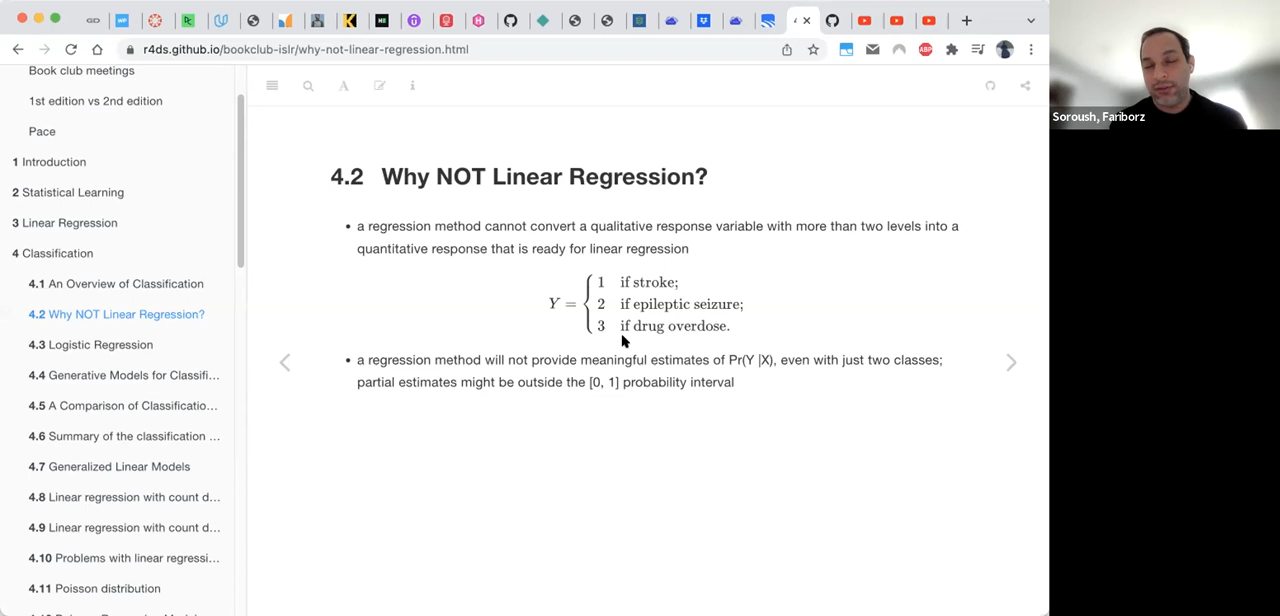 r4ds.github.io/bookclub-islr/why-not-linear-regression.html
ABP
Book club meetings
1st edition vs 2nd edition
Pace
1 Introduction
2 Statistical Learning
3 Linear Regression
4 Classification
4.1 An Overview of Classification
4.2 Why NOT Linear Regression?
4.3 Logistic Regression
4.4 Generative Models for Classifi…
4.5 A Comparison of Classificatio…
4.6 Summary of the classification …
4.7 Generalized Linear Models
4.8 Linear regression with count d…
4.9 Linear regression with count d…
4.10 Problems with linear regressi…
4.11 Poisson distribution
4.2 Why NOT Linear Regression?
• a regression method cannot convert a qualitative response variable with more than two levels into a
quantitative response that is ready for linear regression
1 if stroke;
Y = { 2 if epileptic seizure;
3 if drug overdose.
• a regression method will not provide meaningful estimates of Pr(Y |X), even with just two classes;
partial estimates might be outside the [0, 1] probability interval
Soroush, Fariborz